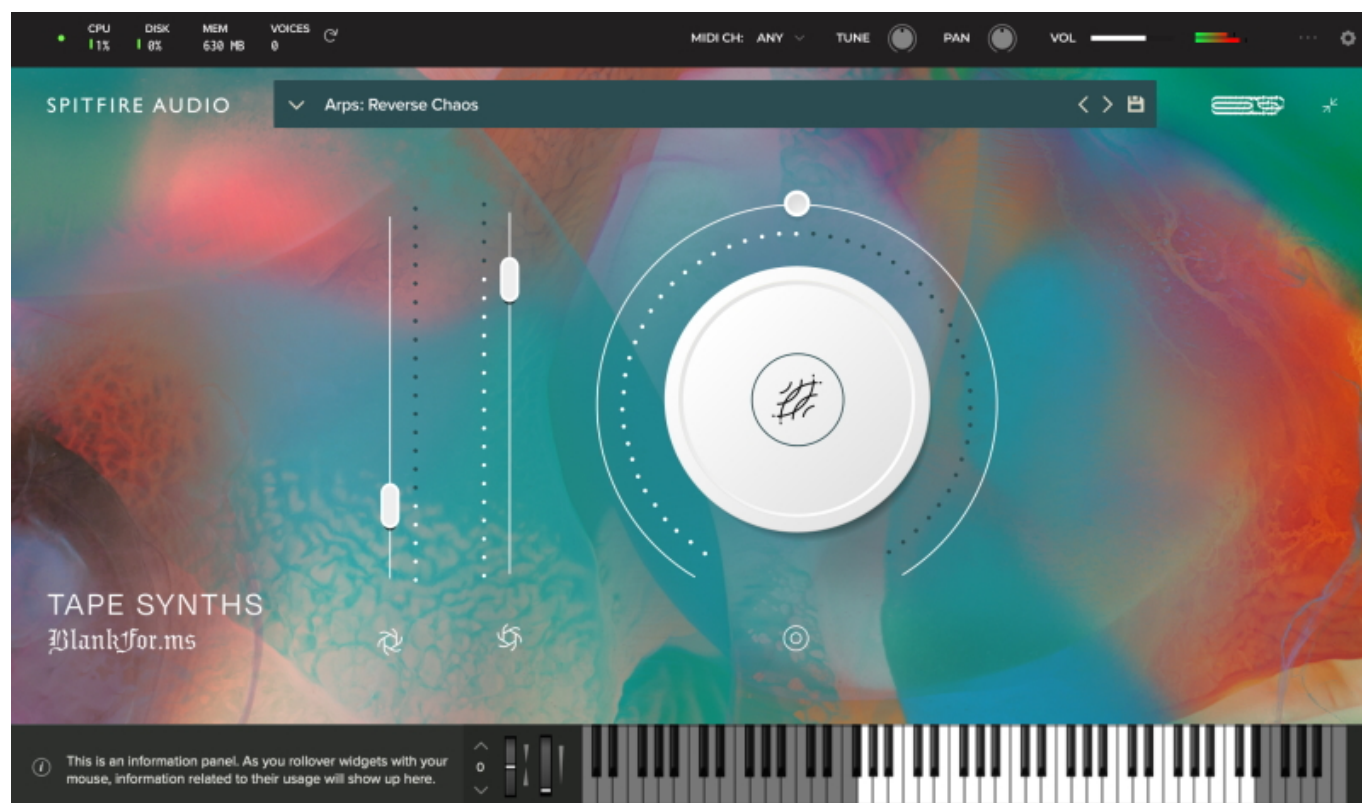 CPU
1%
DISK
0%
MEM
630 MB
VOICES
0
MIDI CH: ANY
TUNE
PAN
VOL
SPITFIRE AUDIO
Arps: Reverse Chaos
TAPE SYNTHS
BlankFor.ms
This is an information panel. As you rollover widgets with your
mouse, information related to their usage will show up here.
0